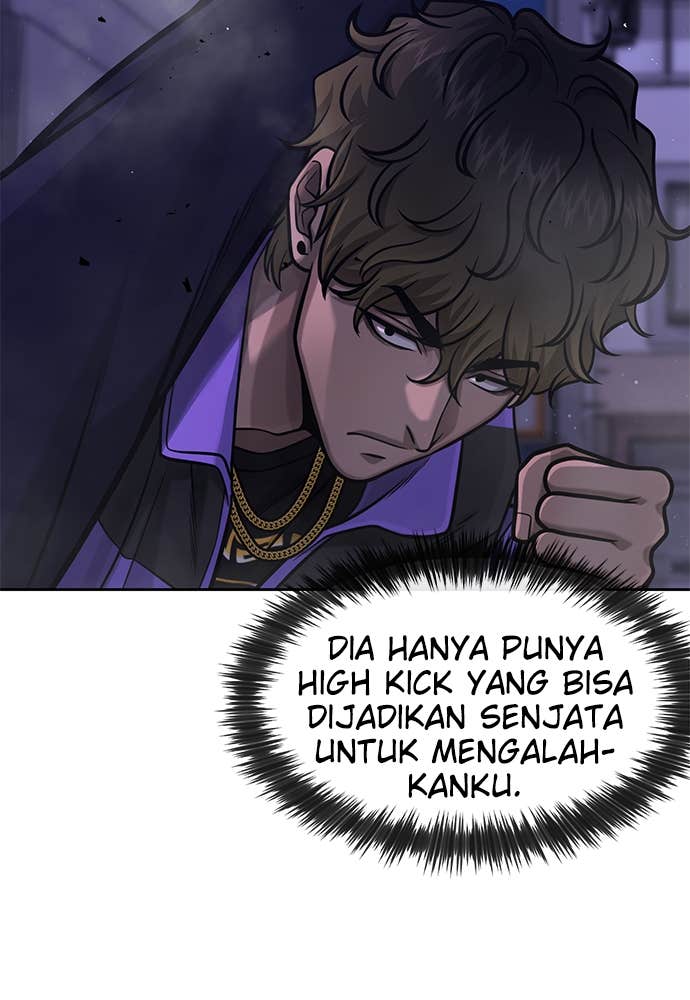 DIA HANYA PUNYA
HIGH KICK YANG BISA
DIJADIKAN SENJATA
UNTUK MENGALAH-
KANKU.